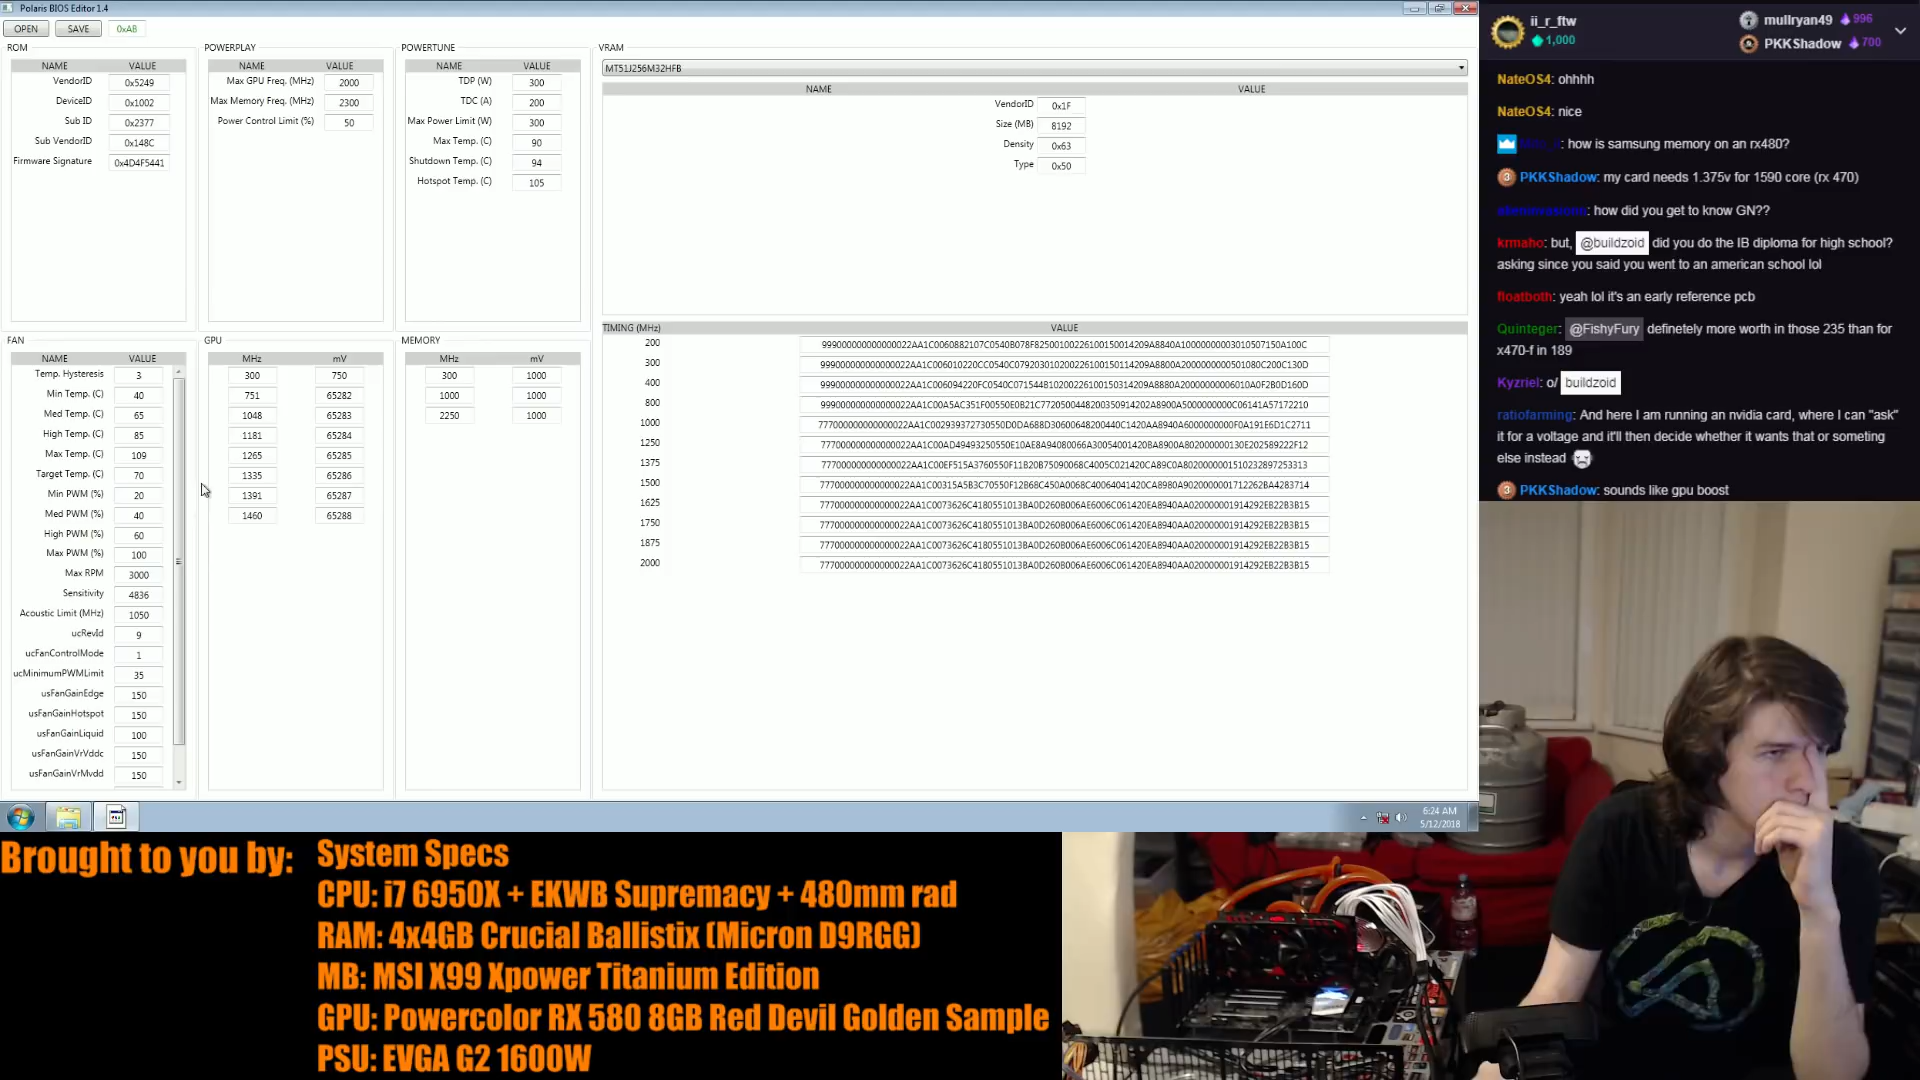 Polaris BIOS Editor 1.4
OPEN SAVE 0xAB
ROM
NAME VALUE
VendorID 0x5249
DeviceID 0x1002
Sub ID 0x2377
Sub VendorID 0x148C
Firmware Signature 0x4D4F5441
POWERPLAY
NAME VALUE
Max GPU Freq. (MHz) 2000
Max Memory Freq. (MHz) 2300
Power Control Limit (%) 50
POWERTUNE
NAME VALUE
TDP (W) 300
TDC (A) 200
Max Power Limit (W) 300
Max Temp. (C) 90
Shutdown Temp. (C) 94
Hotspot Temp. (C) 105
VRAM
MT51J256M32HFB
NAME VALUE
VendorID 0x1F
Size (MB) 8192
Density 0x63
Type 0x50
FAN
NAME VALUE
Temp. Hysteresis 3
Min Temp. (C) 40
Med Temp. (C) 65
High Temp. (C) 85
Max Temp. (C) 109
Target Temp. (C) 70
Min PWM (%) 20
Med PWM (%) 40
High PWM (%) 60
Max PWM (%) 100
Max RPM 3000
Sensitivity 4836
Acoustic Limit (MHz) 1050
ucRevId 9
ucFanControlMode 1
ucMinimumPWMLimit 35
usFanGainEdge 150
usFanGainHotspot 150
usFanGainLiquid 100
usFanGainVrVddc 150
usFanGainVrMvdd 150
GPU
MHz mV
300 750
751 65282
1048 65283
1181 65284
1265 65285
1335 65286
1391 65287
1460 65288
MEMORY
MHz mV
300 1000
1000 1000
2250 1000
TIMING (MHz) VALUE
200
300
400
800
1000
1250
1375
1500
1625
1750
1875
2000
6:24 AM
5/12/2018
ii_r_ftw
1,000
mullryan49 996
PKKShadow 700
NateOS4: ohhhh
NateOS4: nice
: how is samsung memory on an rx480?
PKKShadow: my card needs 1.375v for 1590 core (rx 470)
: how did you get to know GN??
krmaho: but, @buildzoid did you do the IB diploma for high school?
asking since you said you went to an american school lol
floatboth: yeah lol it's an early reference pcb
Quinteger: @FishyFury definetely more worth in those 235 than for
x470-f in 189
Kyzriel: o/ buildzoid
ratiofarming: And here I am running an nvidia card, where I can "ask"
it for a voltage and it'll then decide whether it wants that or someting
else instead
PKKShadow: sounds like gpu boost
Brought to you by:
System Specs
CPU: i7 6950X + EKWB Supremacy + 480mm rad
RAM: 4x4GB Crucial Ballistix (Micron D9RGG)
MB: MSI X99 Xpower Titanium Edition
GPU: Powercolor RX 580 8GB Red Devil Golden Sample
PSU: EVGA G2 1600W